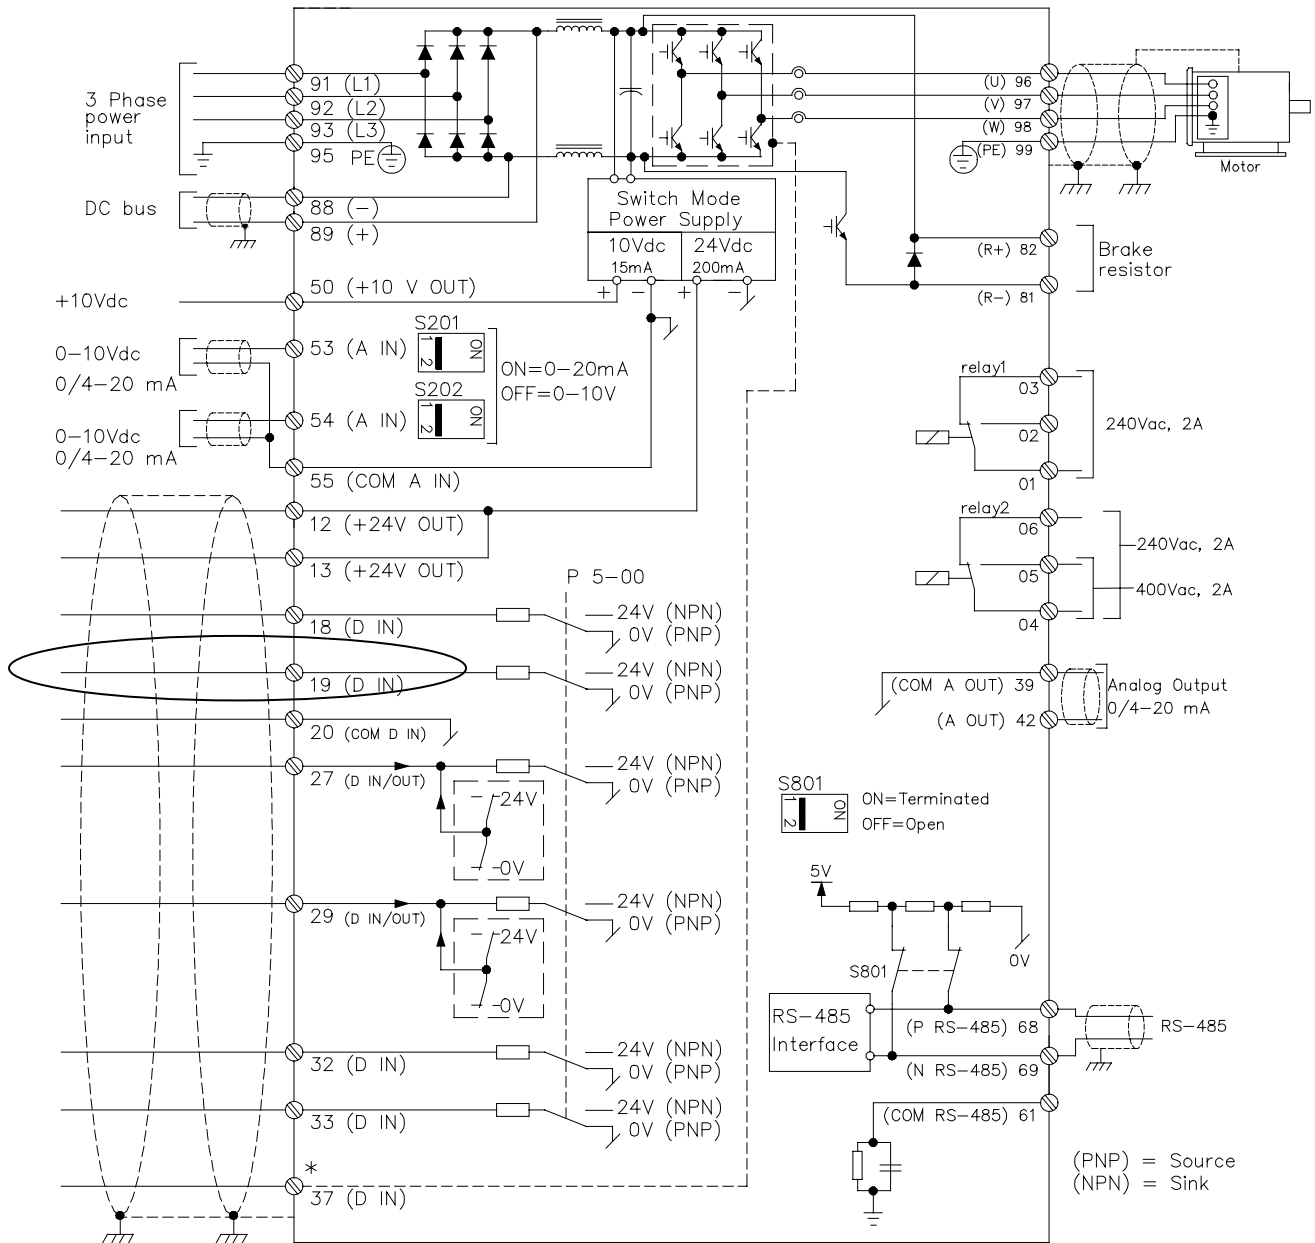 3 Phase
power
input
91 (L1)
92 (L2)
93 (L3)
95 PE
DC bus
88 (-)
89 (+)
+10Vdc
50 (+10 V OUT)
Switch Mode
Power Supply
10Vdc
15mA
24Vdc
200mA
+ - + -
S201
1 2 ON
0-10Vdc
0/4-20 mA
53 (A IN)
ON=0-20mA
OFF=0-10V
S202
1 2 ON
0-10Vdc
0/4-20 mA
54 (A IN)
55 (COM A IN)
12 (+24V OUT)
13 (+24V OUT)
P 5-00
18 (D IN)
24V (NPN)
0V (PNP)
19 (D IN)
24V (NPN)
0V (PNP)
20 (COM D IN)
27 (D IN/OUT)
24V (NPN)
0V (PNP)
24V
0V
29 (D IN/OUT)
24V (NPN)
0V (PNP)
24V
0V
32 (D IN)
24V (NPN)
0V (PNP)
33 (D IN)
24V (NPN)
0V (PNP)
*
37 (D IN)
(U) 96
(V) 97
(W) 98
(PE) 99
Motor
(R+) 82
Brake
resistor
(R-) 81
relay1
03
02
01
240Vac, 2A
relay2
06
05
04
240Vac, 2A
400Vac, 2A
(COM A OUT) 39
(A OUT) 42
Analog Output
0/4-20 mA
S801
1 2 ON
ON=Terminated
OFF=Open
5V
0V
S801
RS-485
Interface
(P RS-485) 68
(N RS-485) 69
RS-485
(COM RS-485) 61
(PNP) = Source
(NPN) = Sink